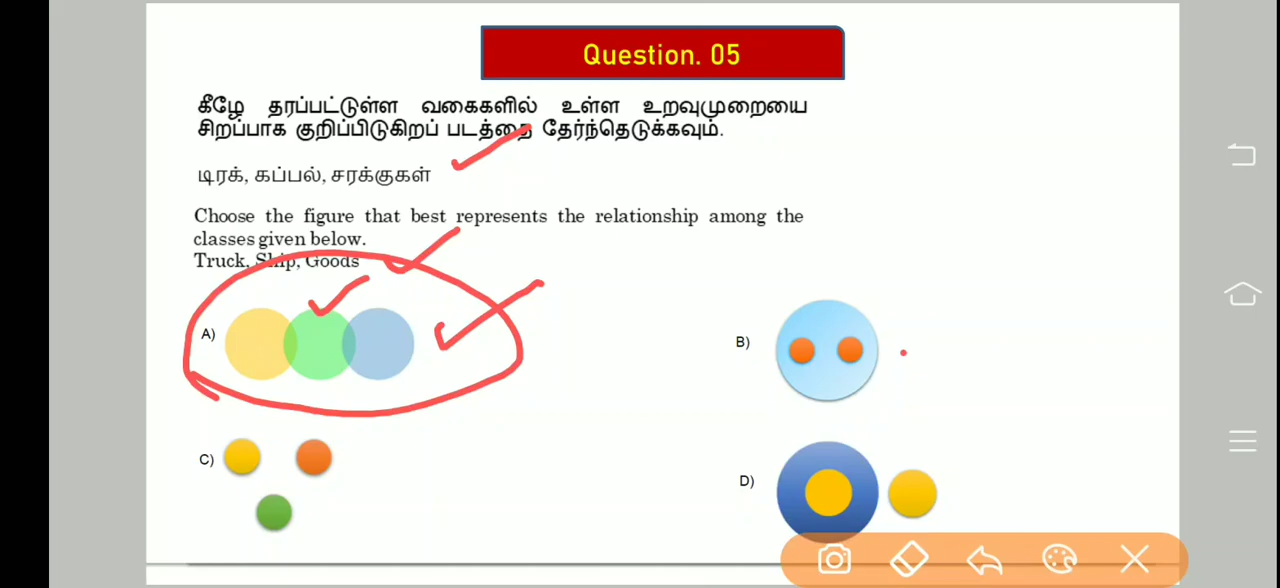 Question. 05
கீழே தரப்பட்டுள்ள வகைகளில் உள்ள உறவுமுறையை
சிறப்பாக குறிப்பிடுகிறப் படத்தை தேர்ந்தெடுக்கவும்.
டிரக், கப்பல், சரக்குகள்
Choose the figure that best represents the relationship among the
classes given below.
Truck, Ship, Goods
A)
B)
C)
D)